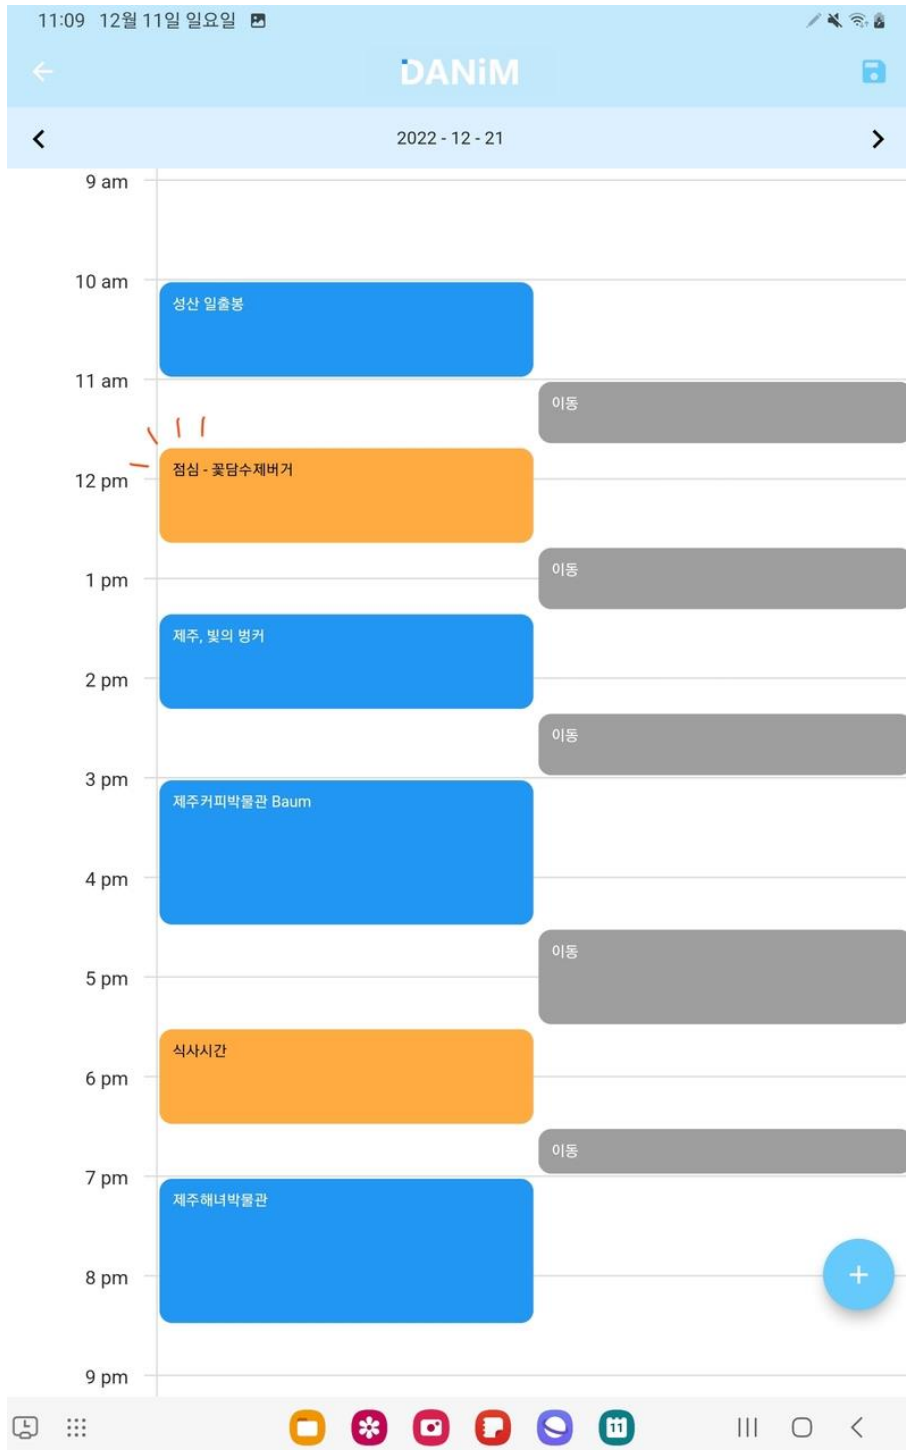 11:09 12월 11일 일요일
DANiM
2022 - 12 - 21
9 am
10 am
성산 일출봉
11 am
이동
점심 - 꽃담수제버거
12 pm
이동
1 pm
제주, 빛의 벙커
2 pm
이동
3 pm
제주커피박물관 Baum
4 pm
이동
5 pm
식사시간
6 pm
이동
7 pm
제주해녀박물관
8 pm
+
9 pm
11